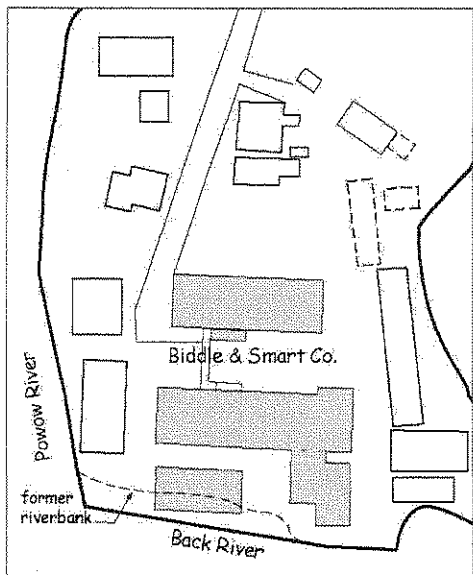 Biddle & Smart Co.
Powow River
former
riverbank
Back River